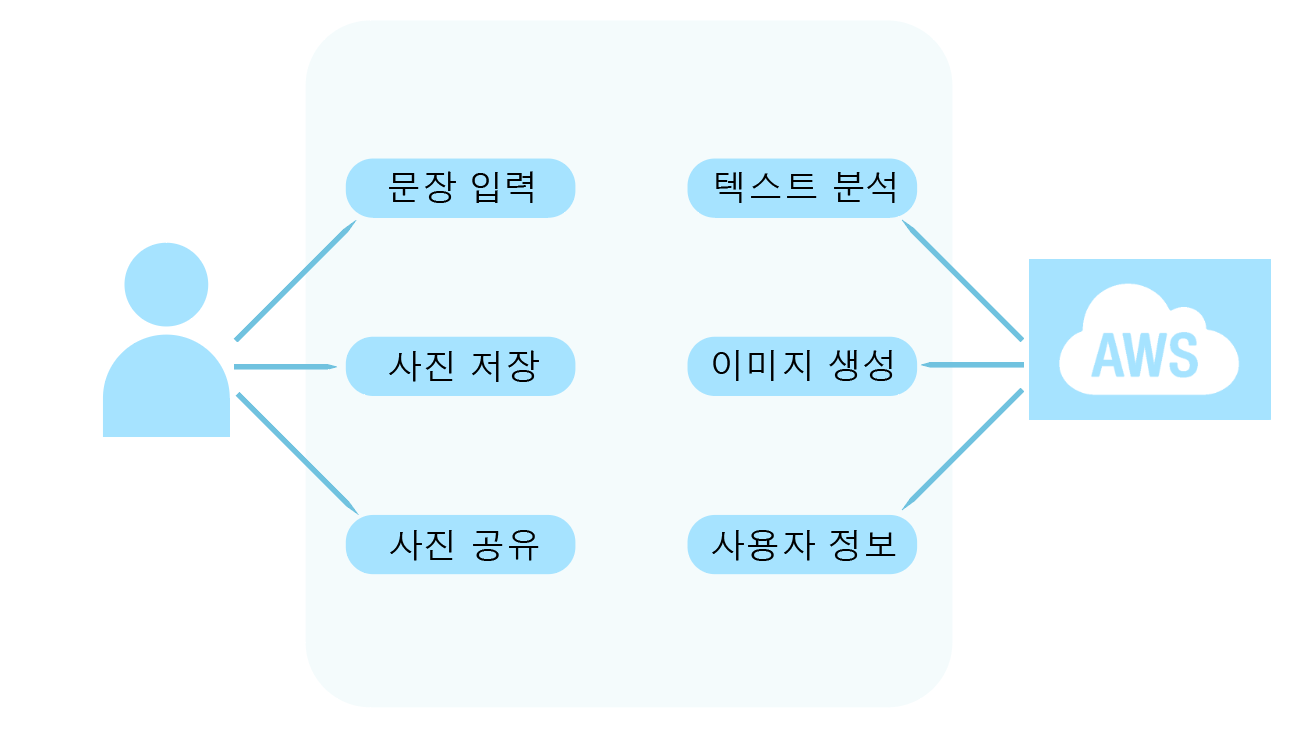 문장 입력
텍스트 분석
사진 저장
이미지 생성
AWS
사진 공유
사용자 정보